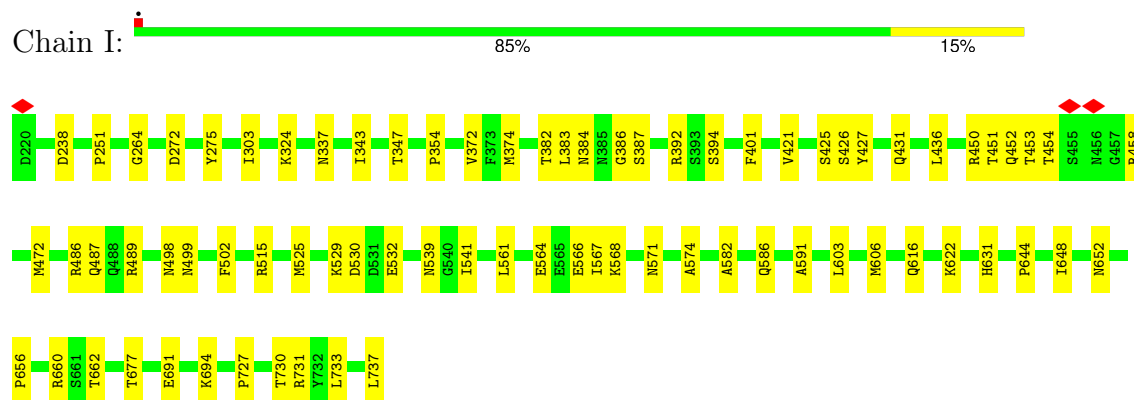 Chain I:
85% 15%
D220 D238 P251 G264 D272 Y275 I303 K324 N337 I343 T347 P354 V372 F373 M374 T382 L383 N384 N385 G386 S387 R392 S393 S394 F401 V421 S425 S426 Y427 Q431 L436 R450 T451 Q452 T453 T454 S455 N456 G457 R458
M472 R486 Q487 Q488 R489 N498 N499 F502 R515 M525 K529 D530 D531 E532 N539 G540 I541 L561 E564 E565 E566 I567 K568 N571 A574 A582 Q586 A591 L603 M606 Q616 K622 H631 P644 I648 N652
P656 R660 S661 T662 T677 E691 K694 P727 T730 R731 Y732 L733 L737